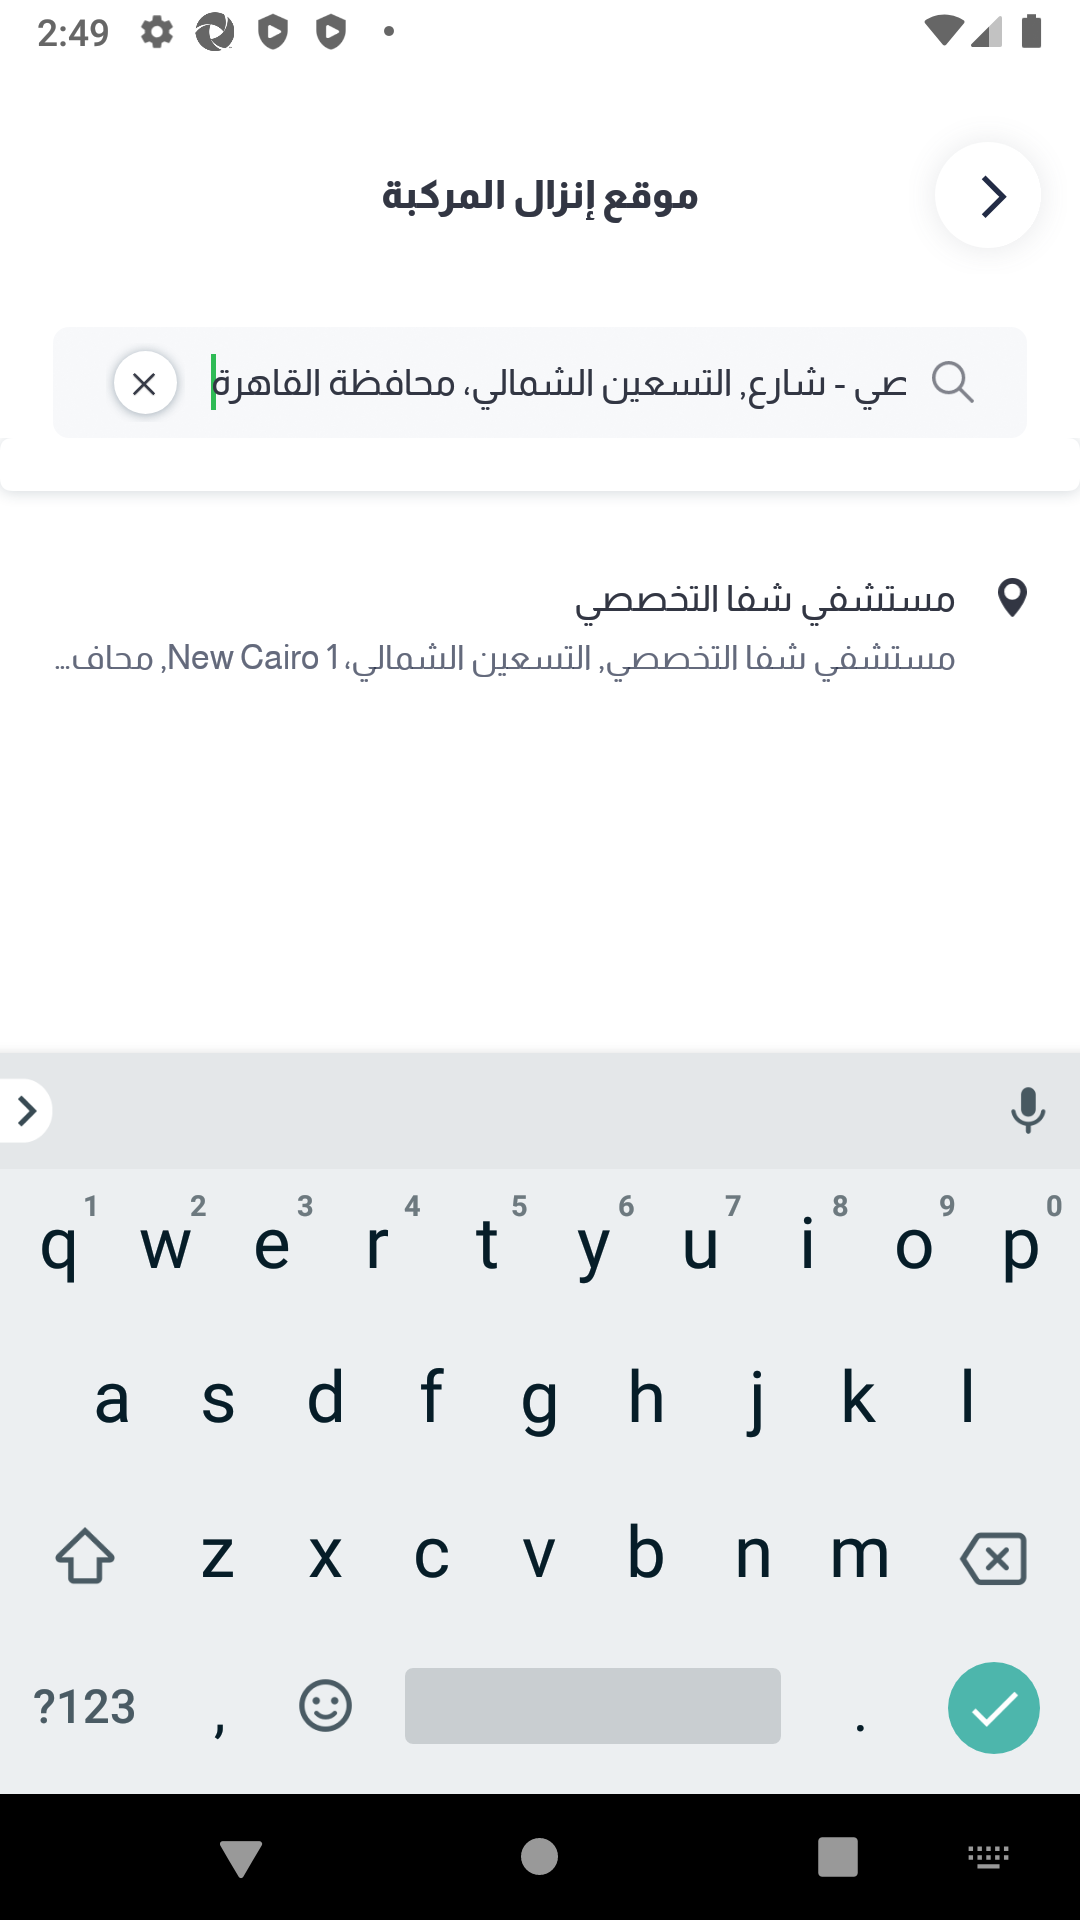 2:49
موقع إنزال المركبة
صي - شارع, التسعين الشمالي، محافظة القاهرة
مستشفي شفا التخصصي
مستشفي شفا التخصصي, التسعين الشمالي، New Cairo 1, محاف...
1 2 3 4 5 6 7 8 9 0
q w e r t y u i o p
a s d f g h j k l
z x c v b n m
?123 , .